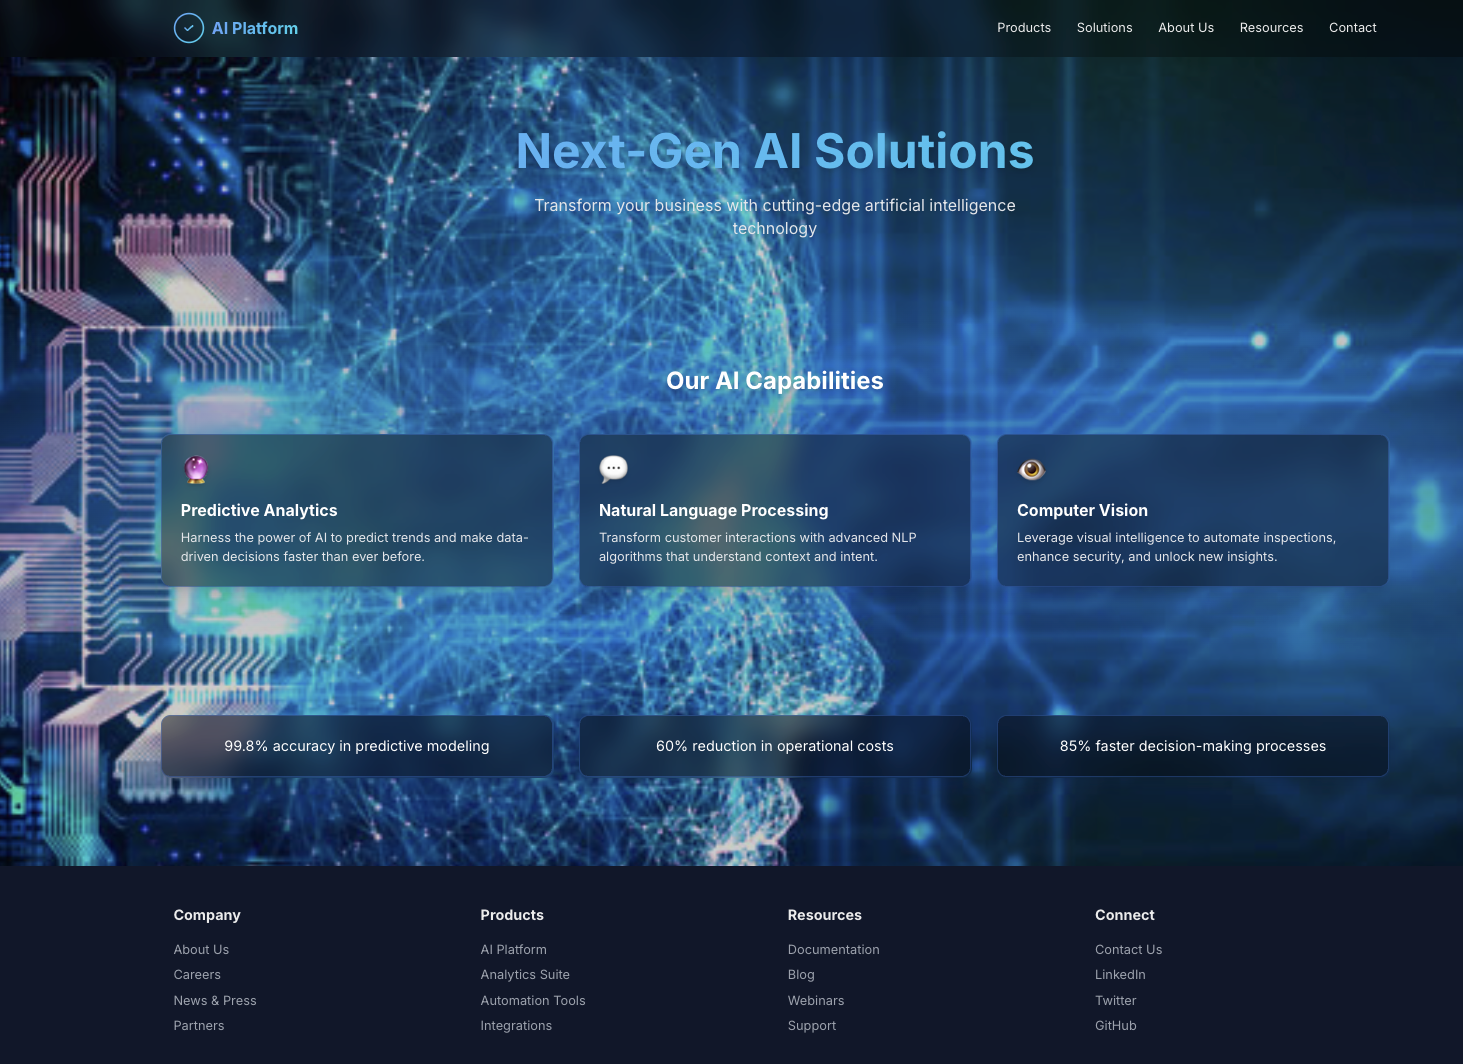 AI Platform
Products
Solutions
About Us
Resources
Contact
Next-Gen AI Solutions
Transform your business with cutting-edge artificial intelligence
technology
Our AI Capabilities
Predictive Analytics
Harness the power of AI to predict trends and make data-
driven decisions faster than ever before.
Natural Language Processing
Transform customer interactions with advanced NLP
algorithms that understand context and intent.
Computer Vision
Leverage visual intelligence to automate inspections,
enhance security, and unlock new insights.
99.8% accuracy in predictive modeling
60% reduction in operational costs
85% faster decision-making processes
Company
About Us
Careers
News & Press
Partners
Products
AI Platform
Analytics Suite
Automation Tools
Integrations
Resources
Documentation
Blog
Webinars
Support
Connect
Contact Us
LinkedIn
Twitter
GitHub